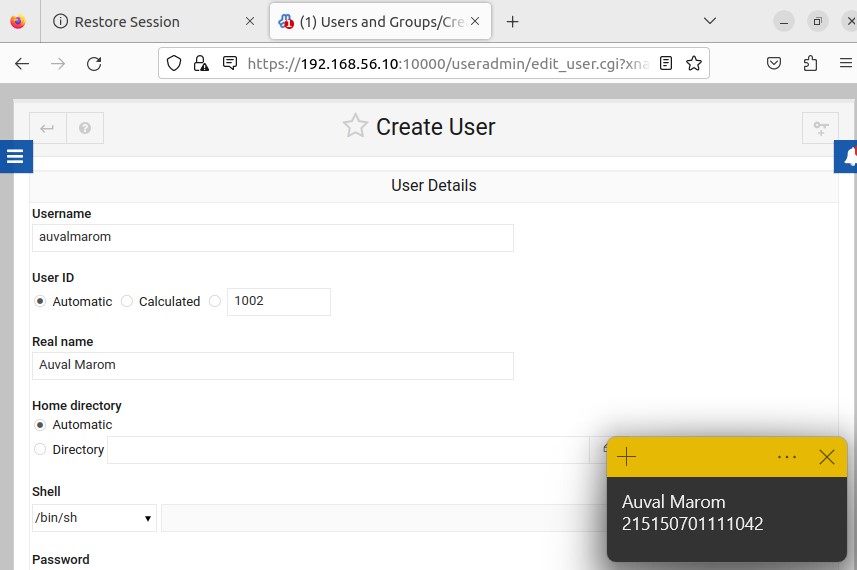 Restore Session
(1) Users and Groups/Cre
https://192.168.56.10:10000/useradmin/edit_user.cgi?xna
Create User
User Details
Username
auvalmarom
User ID
Automatic Calculated 1002
Real name
Auval Marom
Home directory
Automatic
Directory
Shell
/bin/sh
Password
Auval Marom
215150701111042